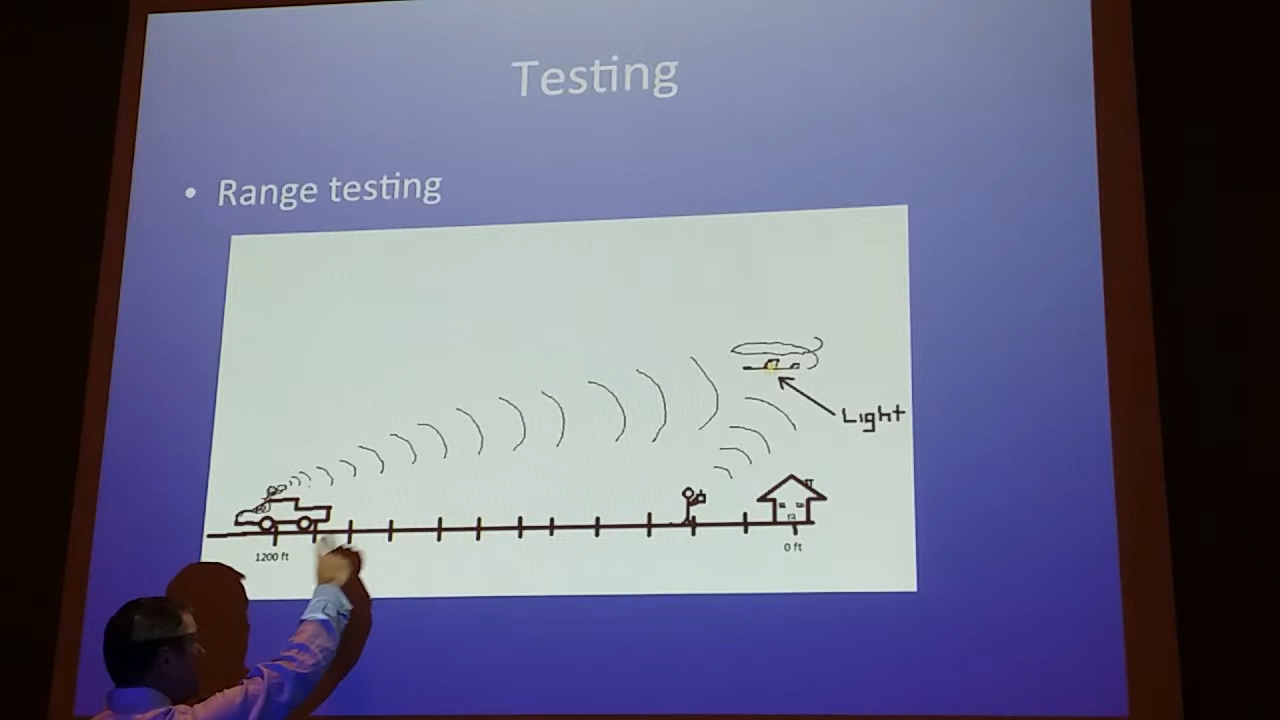 Testing
• Range testing
Light
1200 ft
0 ft